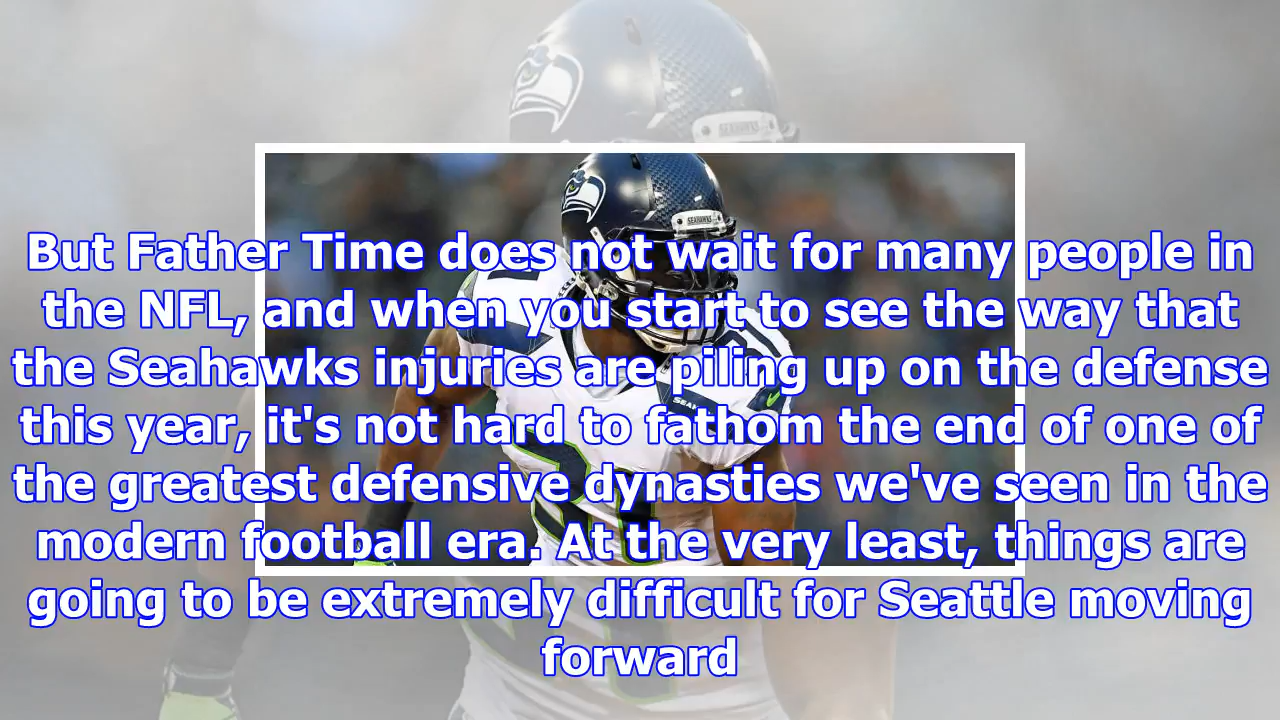 SEAHAWKS
But Father Time does not wait for many people in
the NFL, and when you start to see the way that
the Seahawks injuries are piling up on the defense
this year, it's not hard to fathom the end of one of
the greatest defensive dynasties we've seen in the
modern football era. At the very least, things are
going to be extremely difficult for Seattle moving
forward